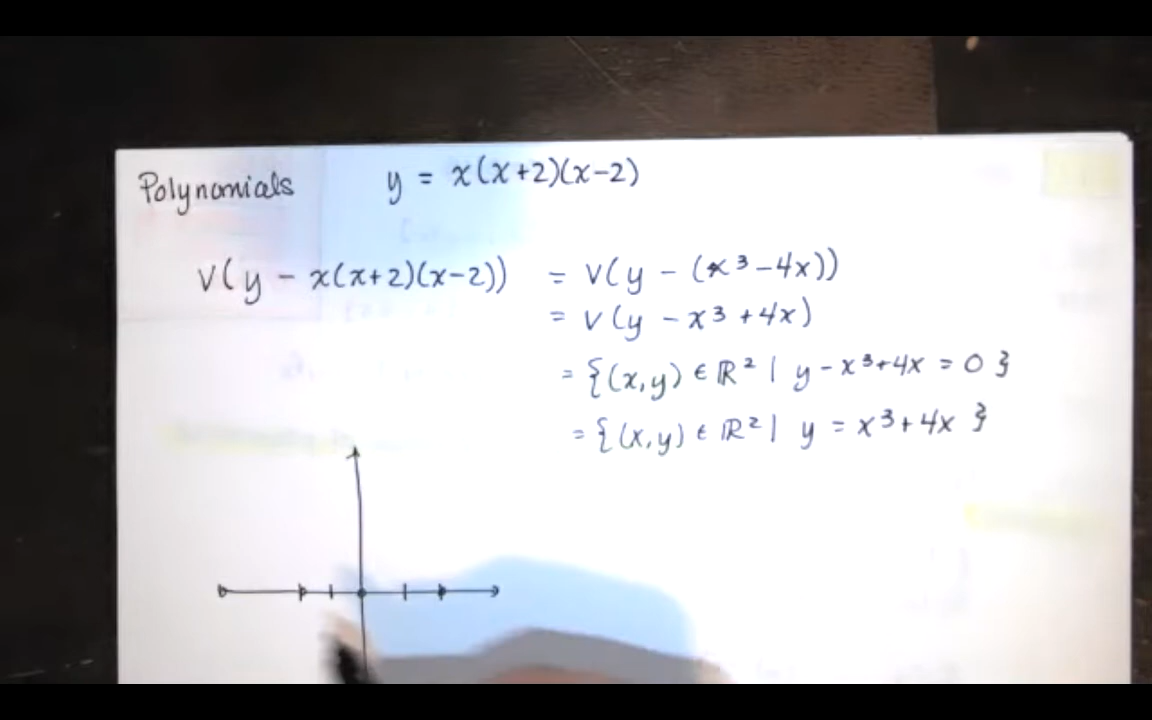 Polynomials y = x(x+2)(x-2)
V(y - x(x+2)(x-2)) = V(y - (x³-4x))
= V(y - x³ +4x)
= {(x,y) ∈ ℝ² | y - x³+4x = 0 }
= {(x,y) ∈ ℝ² | y = x³+4x }